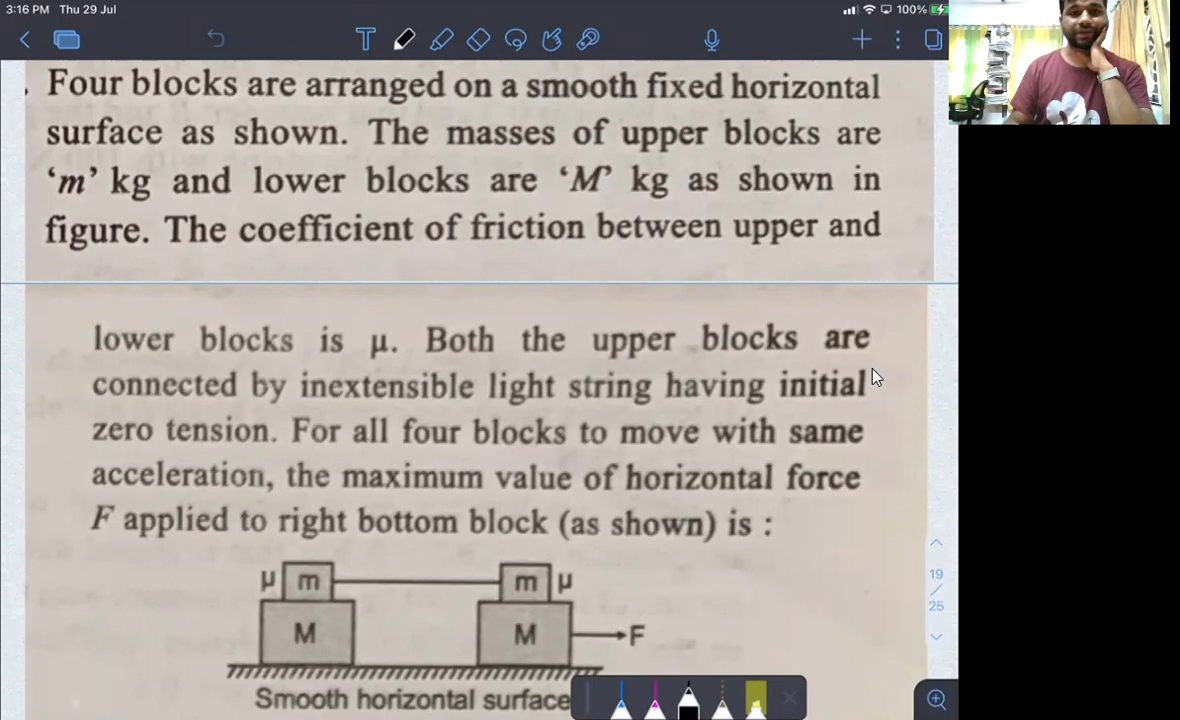 3:16 PM Thu 29 Jul
100%
. Four blocks are arranged on a smooth fixed horizontal
surface as shown. The masses of upper blocks are
‘m’ kg and lower blocks are ‘M’ kg as shown in
figure. The coefficient of friction between upper and
lower blocks is μ. Both the upper blocks are
connected by inextensible light string having initial
zero tension. For all four blocks to move with same
acceleration, the maximum value of horizontal force
F applied to right bottom block (as shown) is :
μ m m μ
M M F
Smooth horizontal surface
19
/
25